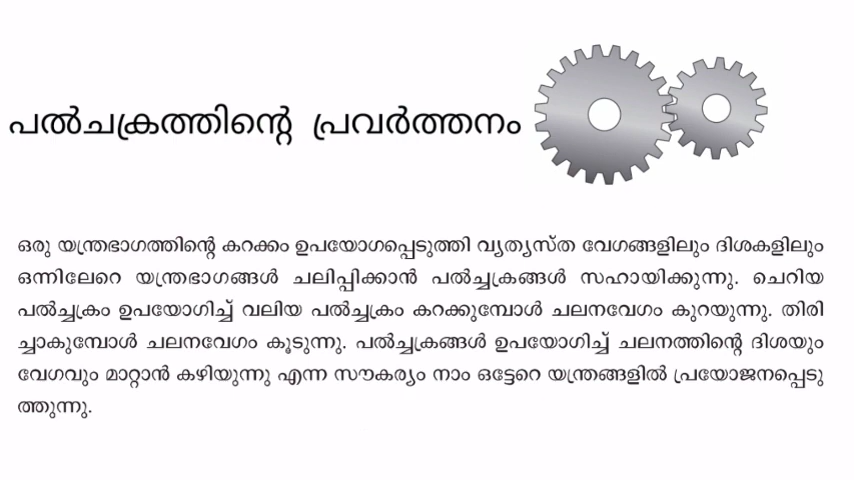 പൽചക്രത്തിന്റെ പ്രവർത്തനം
ഒരു യന്ത്രഭാഗത്തിന്റെ കറക്കം ഉപയോഗപ്പെടുത്തി വ്യത്യസ്ത വേഗങ്ങളിലും ദിശകളിലും
ഒന്നിലേറെ യന്ത്രഭാഗങ്ങൾ ചലിപ്പിക്കാൻ പൽച്ചക്രങ്ങൾ സഹായിക്കുന്നു. ചെറിയ
പൽച്ചക്രം ഉപയോഗിച്ച് വലിയ പൽച്ചക്രം കറക്കുമ്പോൾ ചലനവേഗം കുറയുന്നു. തിരി
ച്ചാകുമ്പോൾ ചലനവേഗം കൂടുന്നു. പൽച്ചക്രങ്ങൾ ഉപയോഗിച്ച് ചലനത്തിന്റെ ദിശയും
വേഗവും മാറ്റാൻ കഴിയുന്നു എന്ന സൗകര്യം നാം ഒട്ടേറെ യന്ത്രങ്ങളിൽ പ്രയോജനപ്പെടു
ത്തുന്നു.